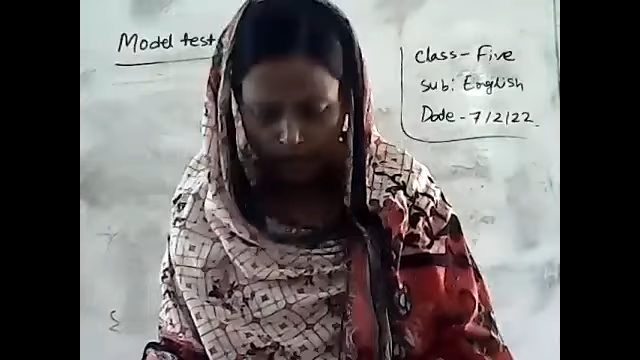 Model test
Class- Five
Sub: English
Date- 7/2/22